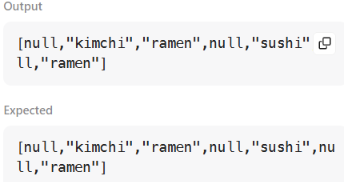 Output
[null,"kimchi","ramen",null,"sushi"
ll,"ramen"]
Expected
[null,"kimchi","ramen",null,"sushi",nu
ll,"ramen"]